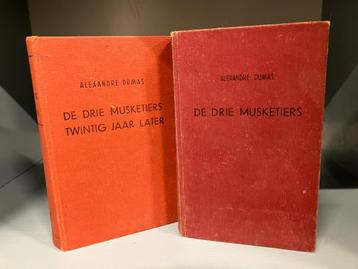 ALEXANDRE DUMAS
DE DRIE MUSKETIERS
TWINTIG JAAR LATER
ALEXANDRE DUMAS
DE DRIE MUSKETIERS